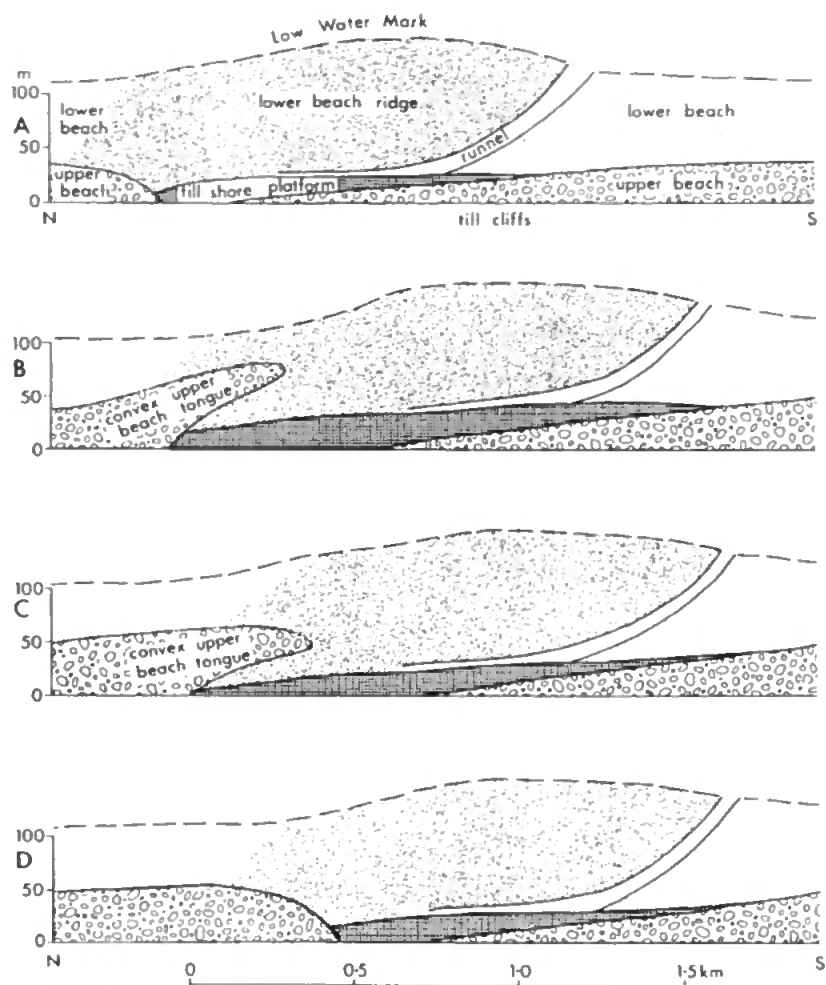 Low Water Mark
m
100
lower beach ridge
lower
beach
lower beach
A
50
runnel
upper
beach
till shore platform
upper beach
0
N
till cliffs
S
100
B
50
convex upper
beach tongue
0
100
C
50
convex upper
beach tongue
0
100
D
50
0
N
S
0
0·5
1·0
1·5 km